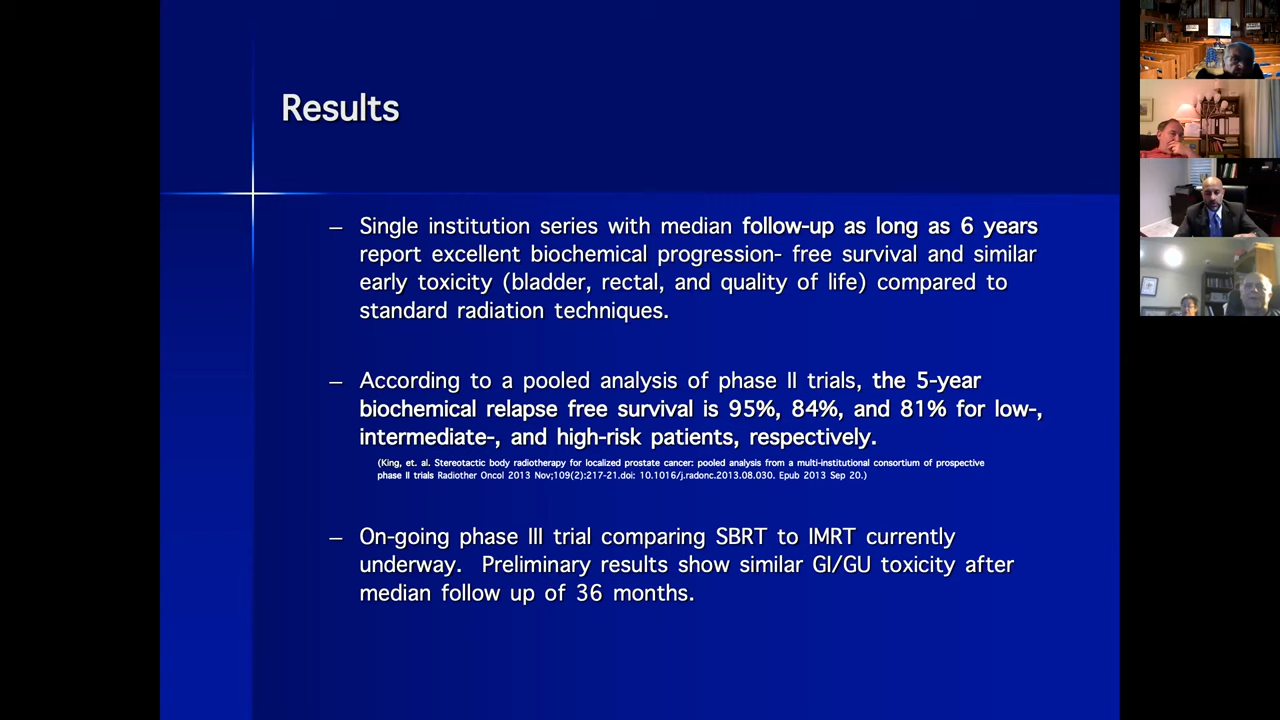 Results
– Single institution series with median follow-up as long as 6 years
report excellent biochemical progression- free survival and similar
early toxicity (bladder, rectal, and quality of life) compared to
standard radiation techniques.
– According to a pooled analysis of phase II trials, the 5-year
biochemical relapse free survival is 95%, 84%, and 81% for low-,
intermediate-, and high-risk patients, respectively.
(King, et. al. Stereotactic body radiotherapy for localized prostate cancer: pooled analysis from a multi-institutional consortium of prospective
phase II trials Radiother Oncol 2013 Nov;109(2):217-21.doi: 10.1016/j.radonc.2013.08.030. Epub 2013 Sep 20.)
– On-going phase III trial comparing SBRT to IMRT currently
underway. Preliminary results show similar GI/GU toxicity after
median follow up of 36 months.